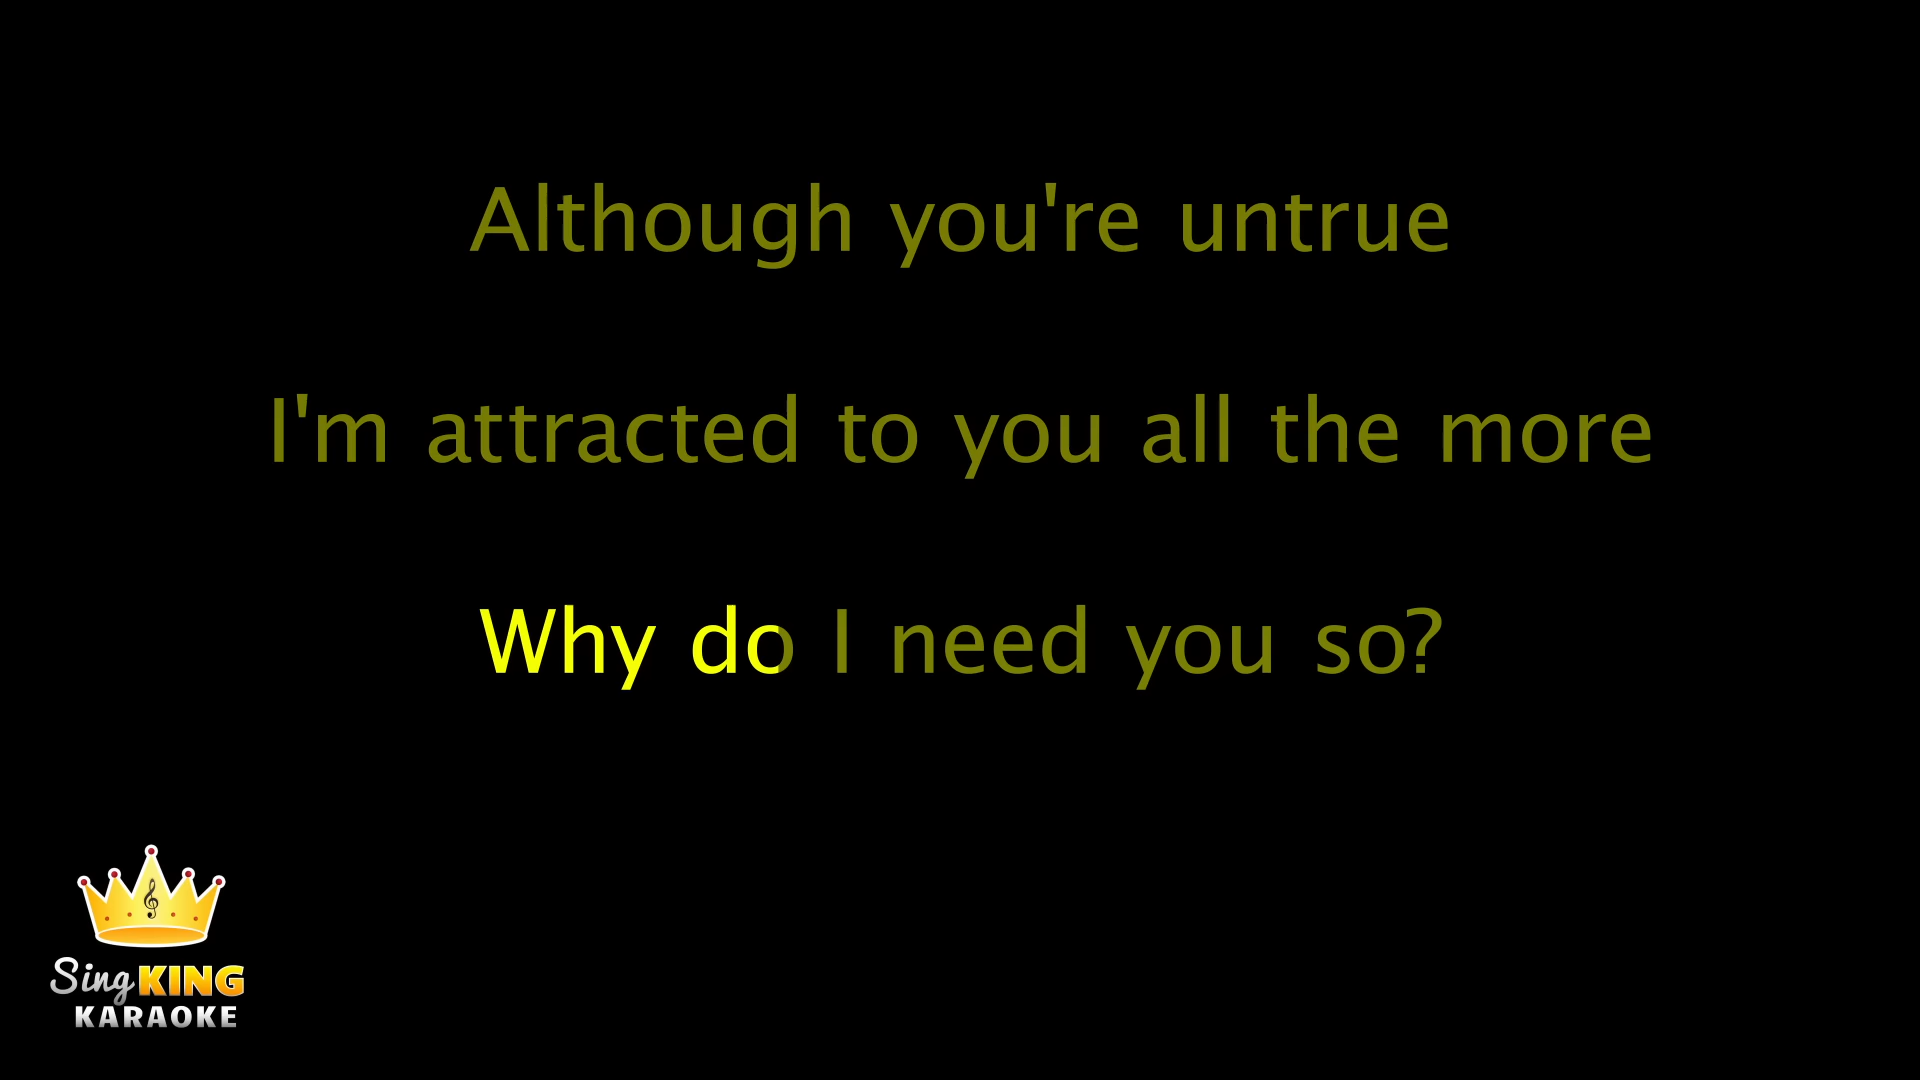 Although you're untrue
I'm attracted to you all the more
Why do I need you so?
Sing KING
KARAOKE